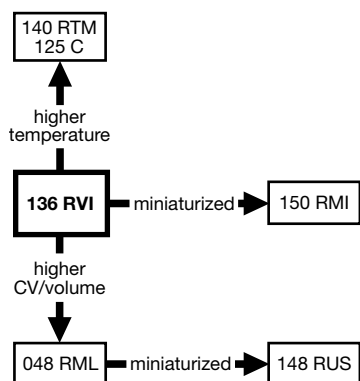 140 RTM
125 C
higher
temperature
136 RVI
miniaturized
150 RMI
higher
CV/volume
048 RML
miniaturized
148 RUS